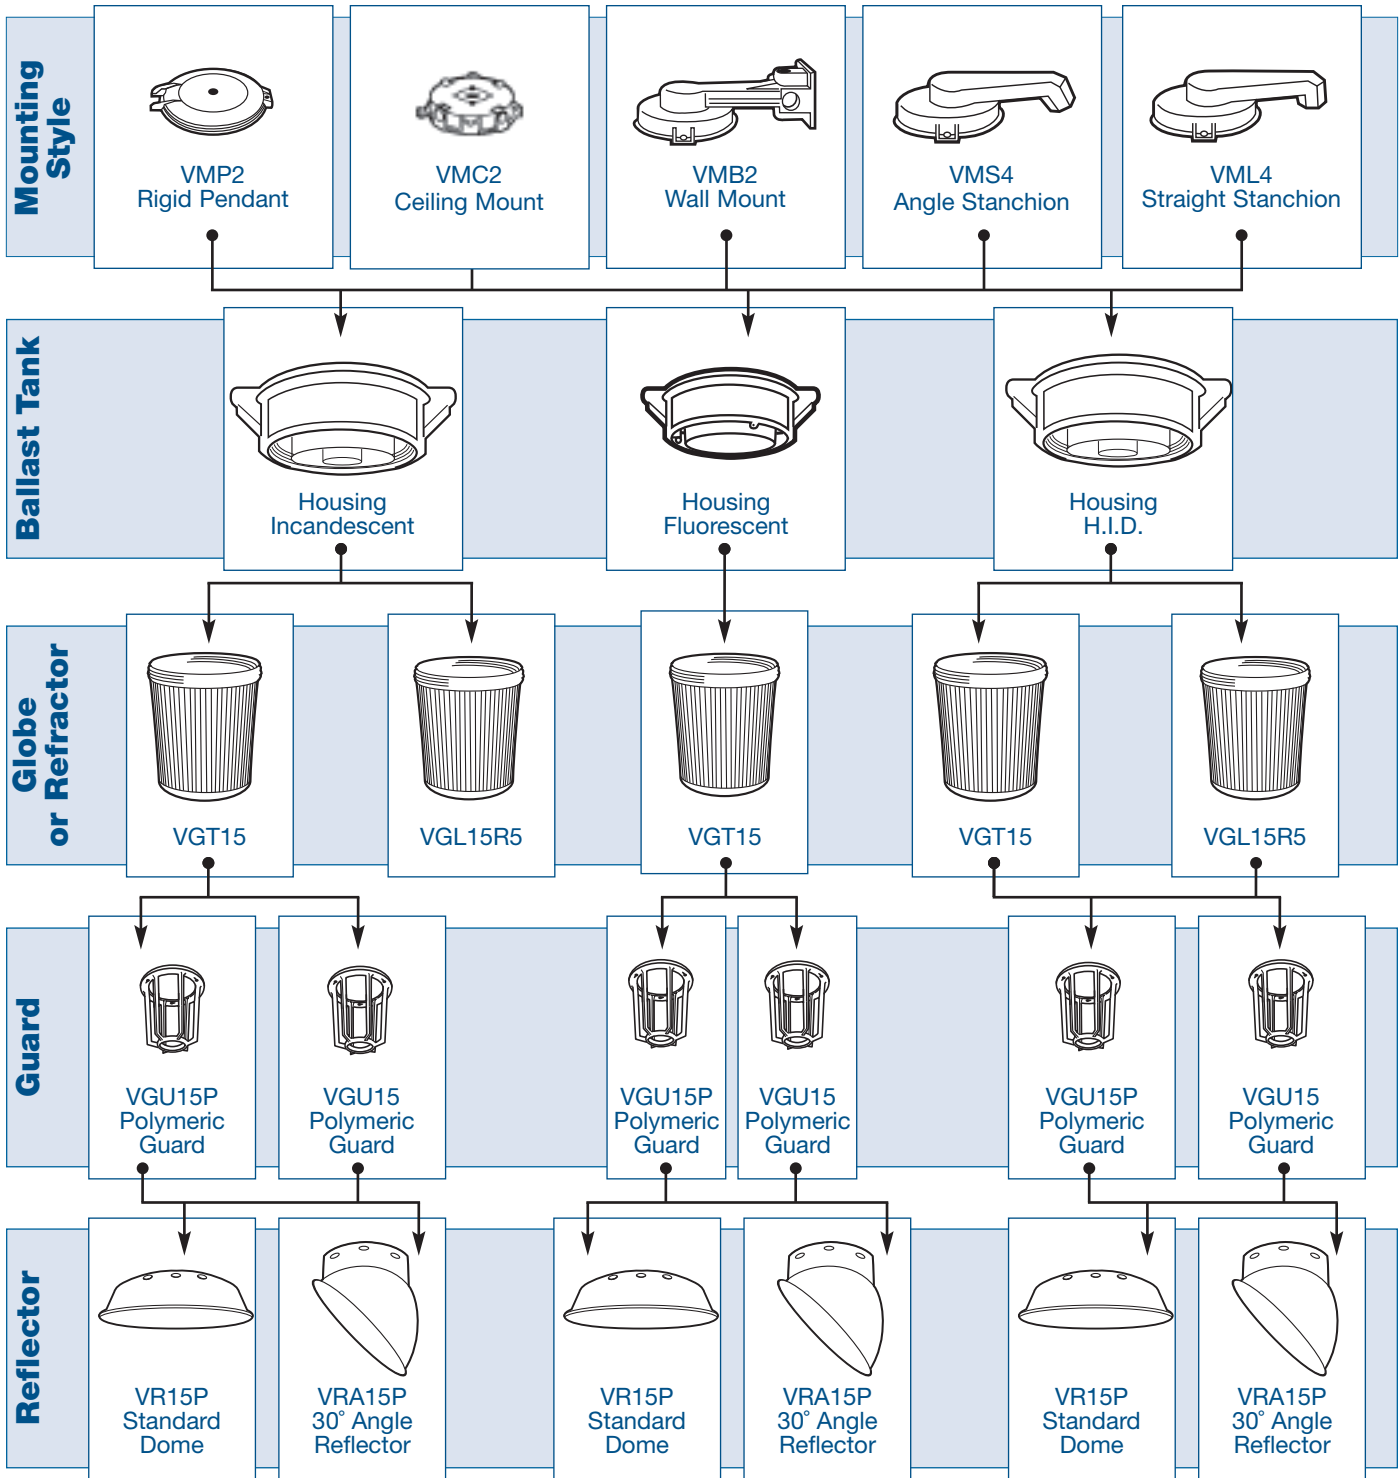 Mounting
Style
VMP2
Rigid Pendant
VMC2
Ceiling Mount
VMB2
Wall Mount
VMS4
Angle Stanchion
VML4
Straight Stanchion
Ballast Tank
Housing
Incandescent
Housing
Fluorescent
Housing
H.I.D.
Globe
or Refractor
VGT15
VGL15R5
VGT15
VGT15
VGL15R5
Guard
VGU15P
Polymeric
Guard
VGU15
Polymeric
Guard
VGU15P
Polymeric
Guard
VGU15
Polymeric
Guard
VGU15P
Polymeric
Guard
VGU15
Polymeric
Guard
Reflector
VR15P
Standard
Dome
VRA15P
30° Angle
Reflector
VR15P
Standard
Dome
VRA15P
30° Angle
Reflector
VR15P
Standard
Dome
VRA15P
30° Angle
Reflector